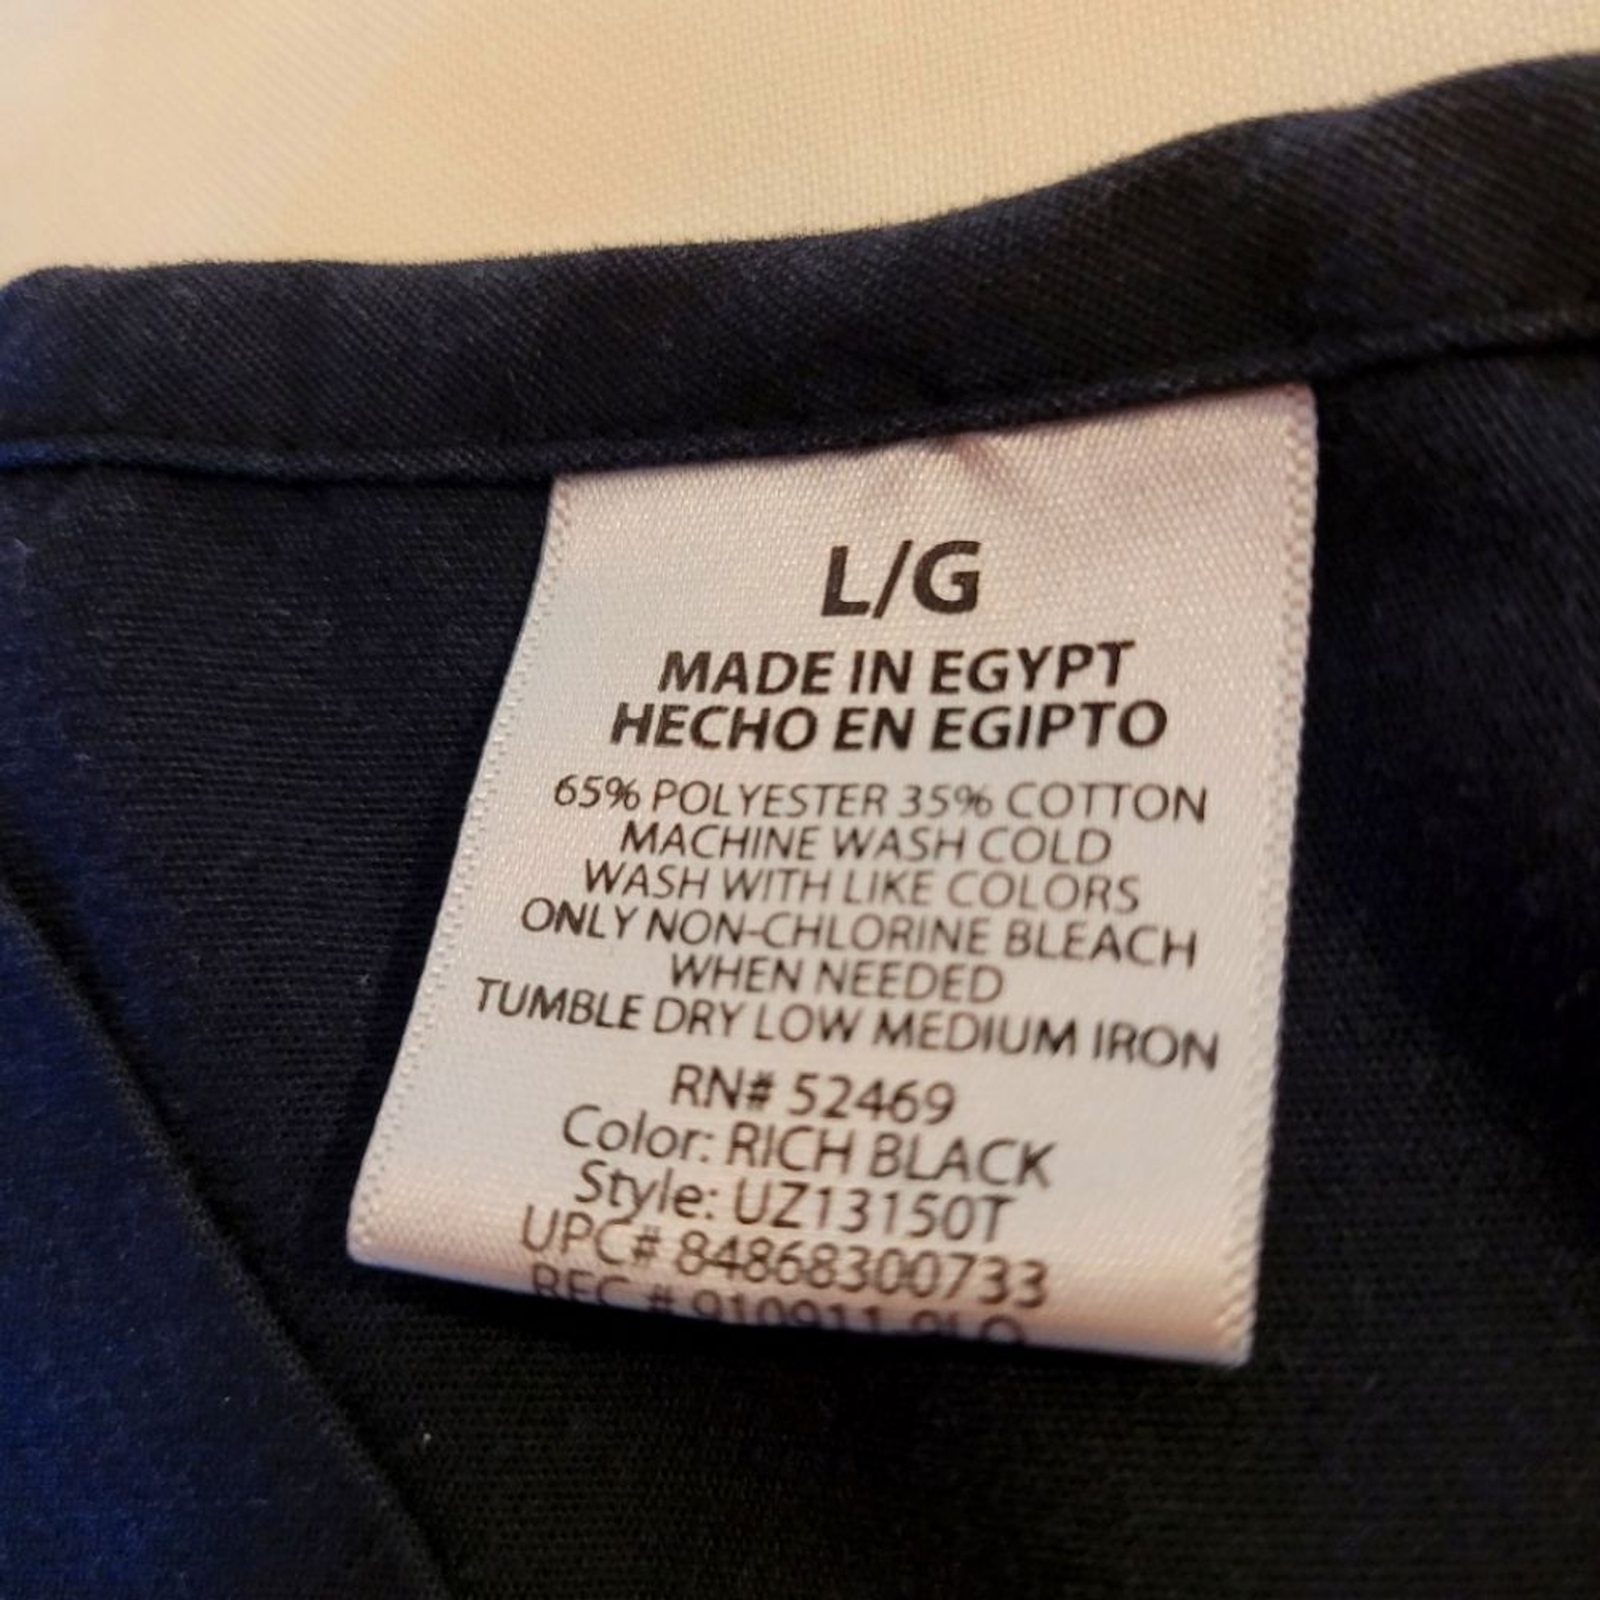 L/G
MADE IN EGYPT
HECHO EN EGIPTO
65% POLYESTER 35% COTTON
MACHINE WASH COLD
WASH WITH LIKE COLORS
ONLY NON-CHLORINE BLEACH
WHEN NEEDED
TUMBLE DRY LOW MEDIUM IRON
RN# 52469
Color: RICH BLACK
Style: UZ13150T
UPC# 84868300733